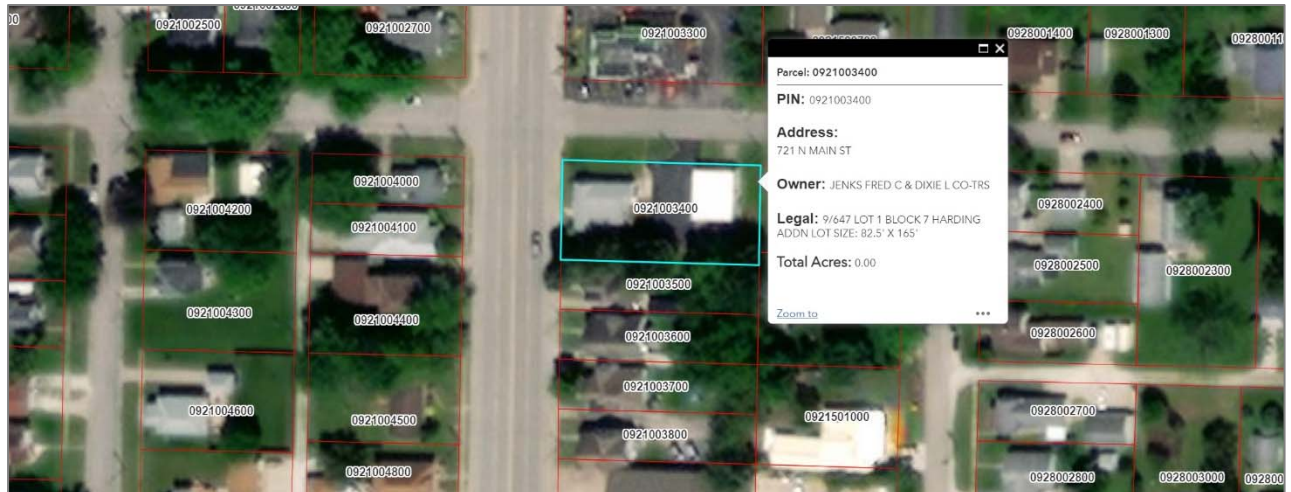 0921002500
0921002700
0921003300
0928001400
0928001300
Parcel: 0921003400
PIN: 0921003400
Address:
721 N MAIN ST
Owner: JENKS FRED C & DIXIE L CO-TRS
Legal: 9/647 LOT 1 BLOCK 7 HARDING
ADDN LOT SIZE: 82.5' X 165'
Total Acres: 0.00
Zoom to
0921004000
0921004200
0921004100
0921003400
0928002400
0928002500
0928002300
0921003500
0921004300
0921004400
0921003600
0928002600
0921003700
0921004600
0921004500
0921003800
0921501000
0928002700
0921004800
0928002800
0928003000